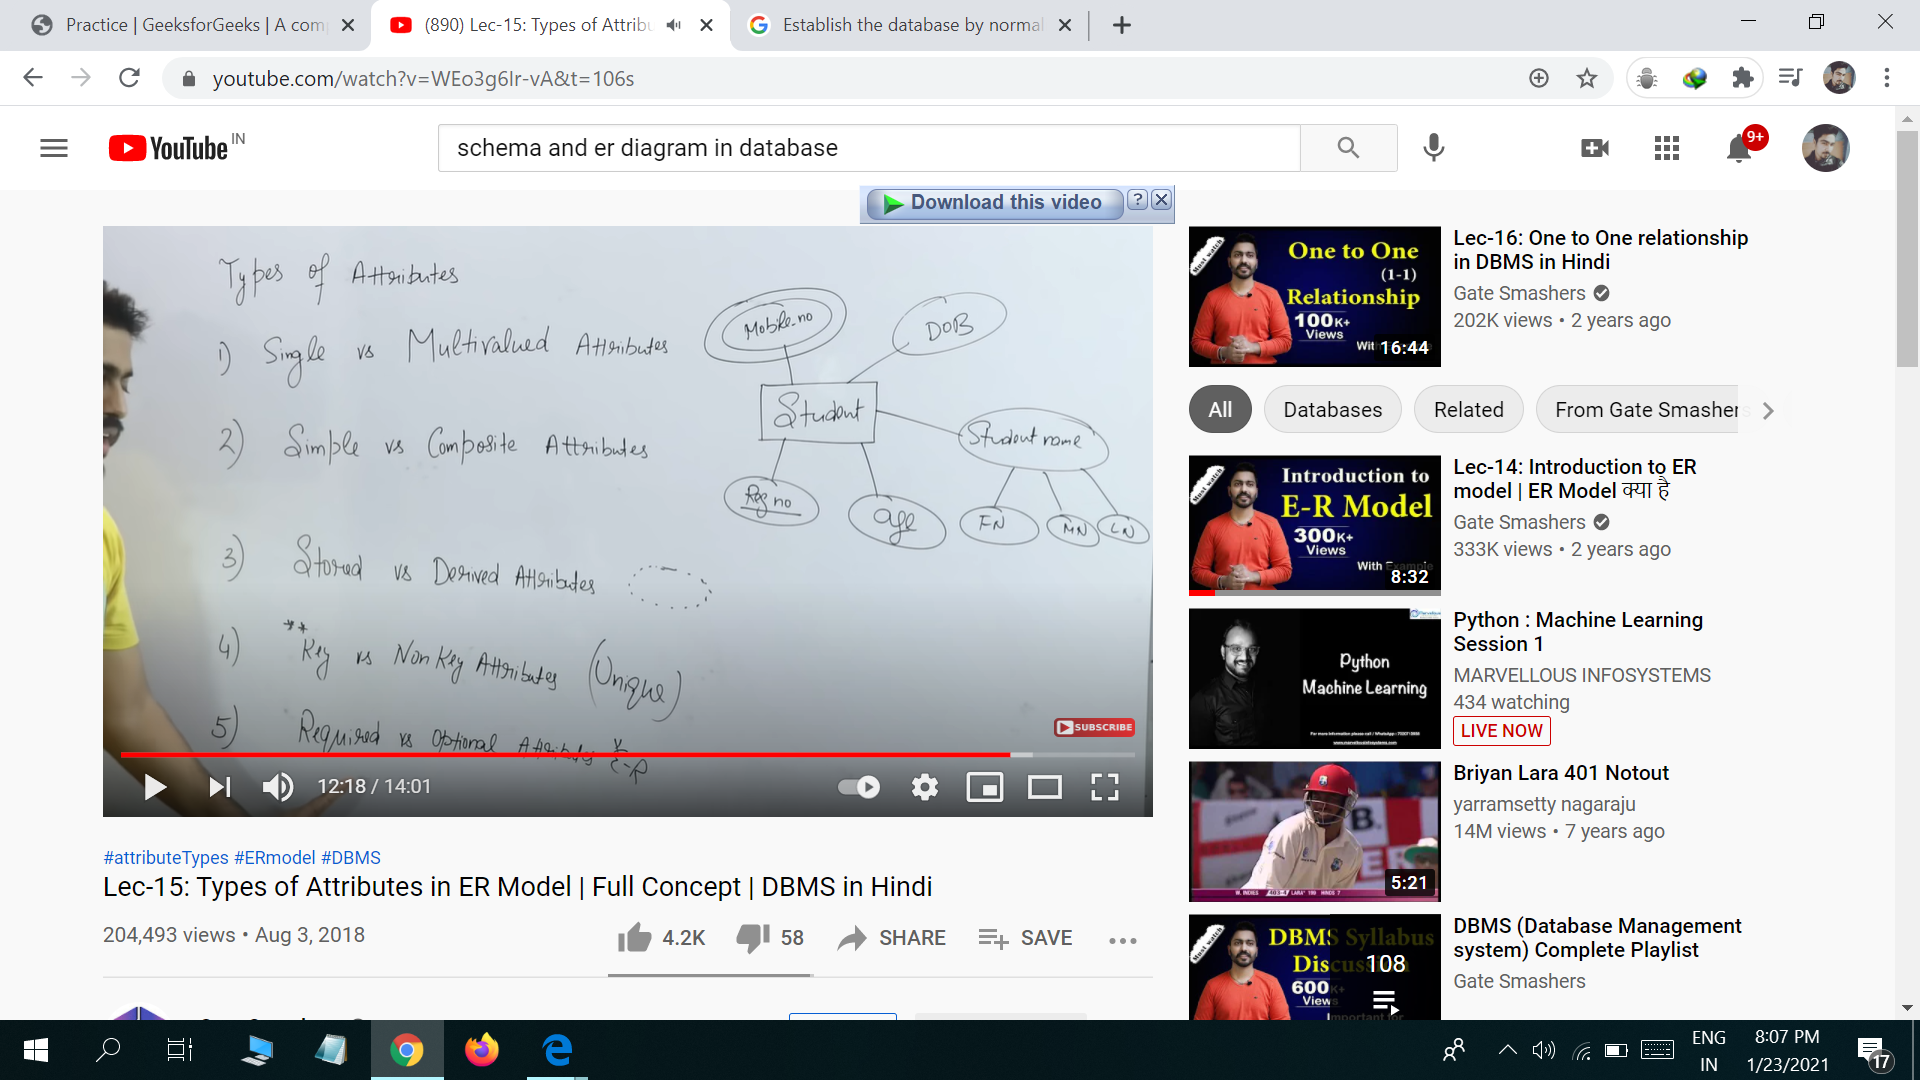 Practice | GeeksforGeeks | A com
(890) Lec-15: Types of Attribu
Establish the database by normal
youtube.com/watch?v=WEo3g6Ir-vA&t=106s
YouTube IN
schema and er diagram in database
9+
Download this video
?
Types of Attributes
1) Single vs Multivalued Attributes
2) Simple vs Composite Attributes
3) Stored vs Derived Attributes
4) ** Key vs Non Key Attributes (Unique)
5) Required vs Optional Attributes
Mobile-no
DOB
Student
Student name
Reg no
age
FN
MN
LN
SUBSCRIBE
12:18 / 14:01
#attributeTypes #ERmodel #DBMS
Lec-15: Types of Attributes in ER Model | Full Concept | DBMS in Hindi
204,493 views • Aug 3, 2018
4.2K
58
SHARE
SAVE
Must watch
One to One
(1-1)
Relationship
100K+
Views
16:44
Lec-16: One to One relationship
in DBMS in Hindi
Gate Smashers
202K views • 2 years ago
All
Databases
Related
From Gate Smashers
Must watch
Introduction to
E-R Model
300K+
Views
With Example
8:32
Lec-14: Introduction to ER
model | ER Model क्या है
Gate Smashers
333K views • 2 years ago
Python
Machine Learning
Python : Machine Learning
Session 1
MARVELLOUS INFOSYSTEMS
434 watching
LIVE NOW
5:21
Briyan Lara 401 Notout
yarramsetty nagaraju
14M views • 7 years ago
Must watch
DBMS Syllabus
Discussion
600K+
Views
Important for
108
DBMS (Database Management
system) Complete Playlist
Gate Smashers
ENG
IN
8:07 PM
1/23/2021
17